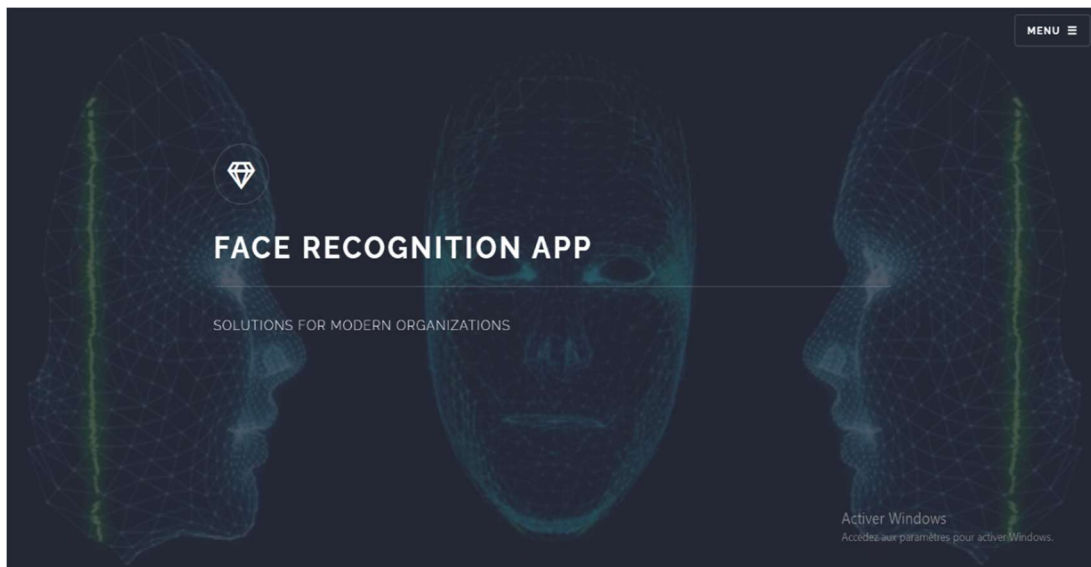 MENU
FACE RECOGNITION APP
SOLUTIONS FOR MODERN ORGANIZATIONS
Activer Windows
Accédez aux paramètres pour activer Windows.